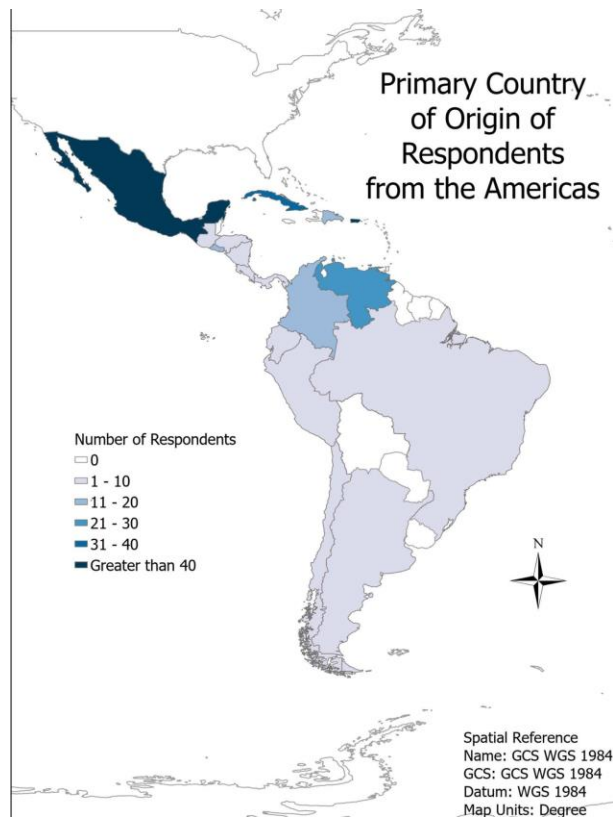 Primary Country
of Origin of
Respondents
from the Americas
Number of Respondents
0
1 - 10
11 - 20
21 - 30
31 - 40
Greater than 40
N
Spatial Reference
Name: GCS WGS 1984
GCS: GCS WGS 1984
Datum: WGS 1984
Map Units: Degree